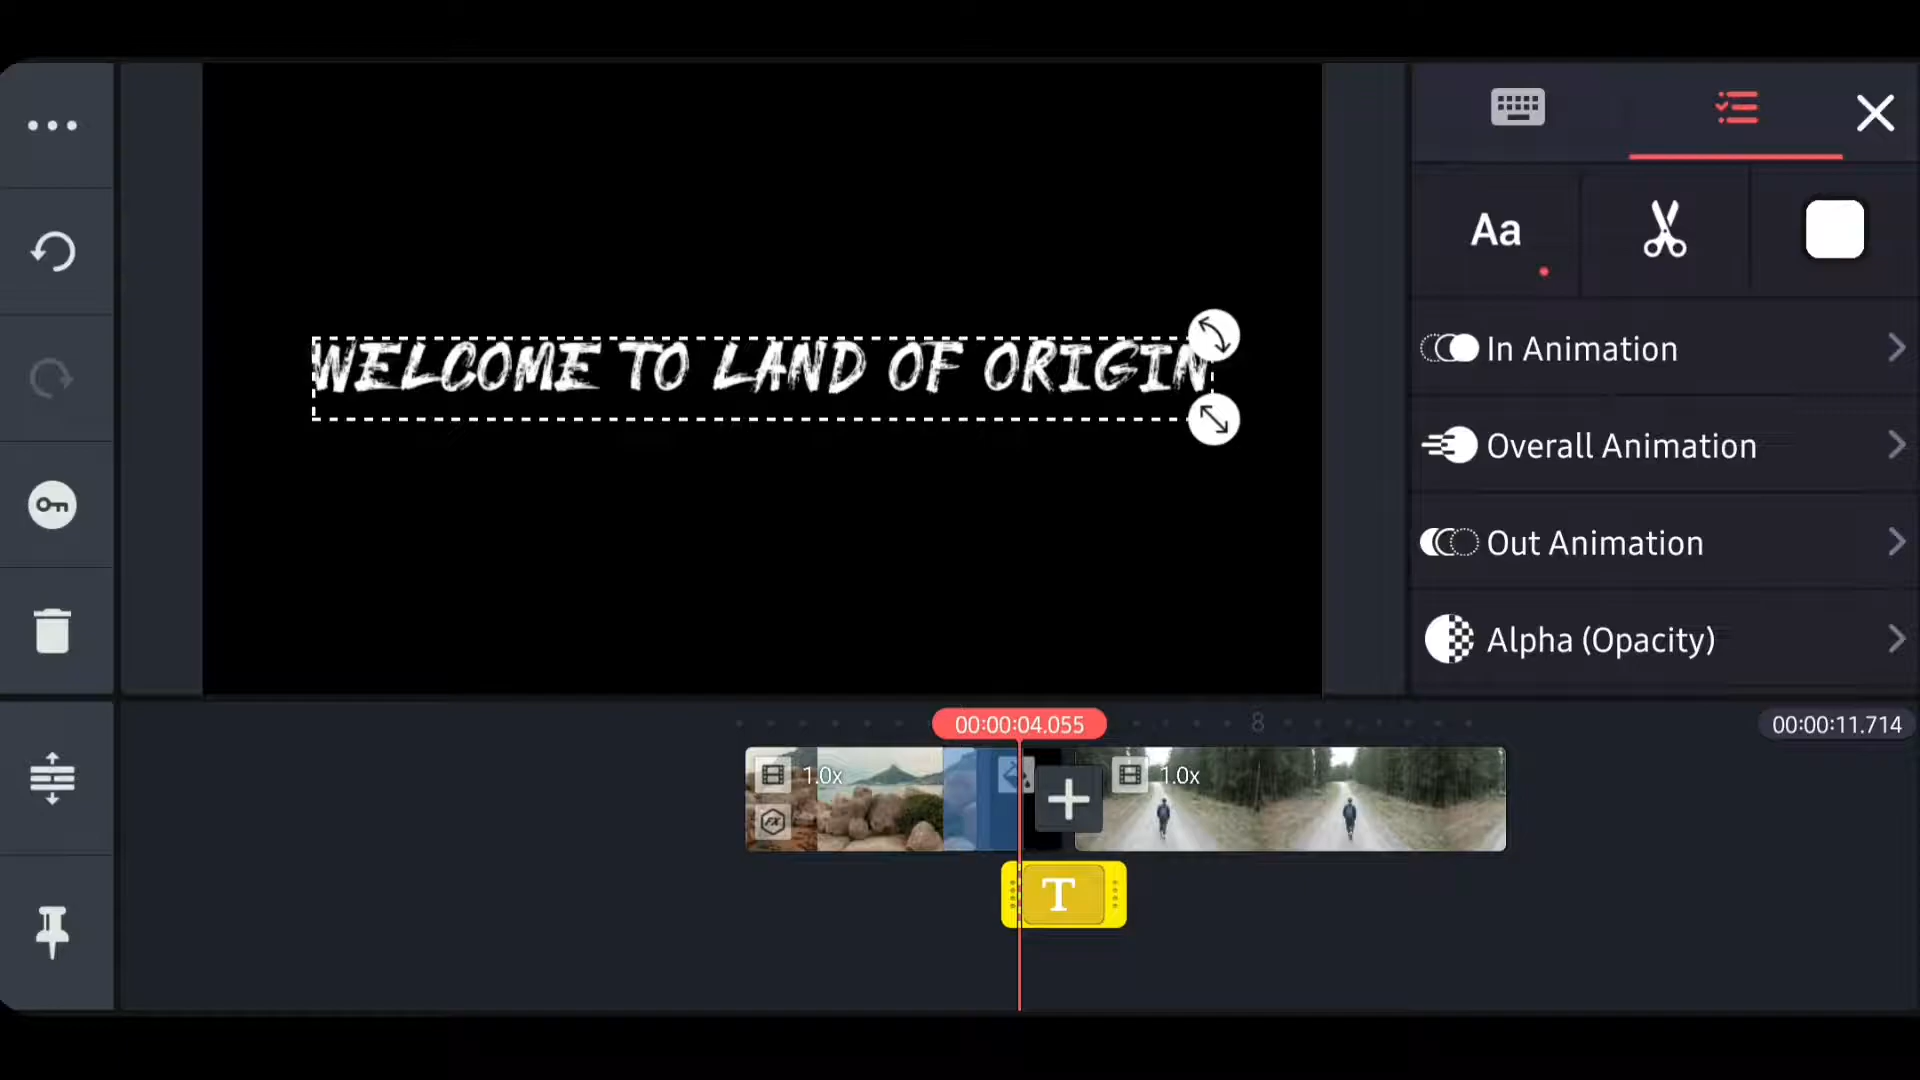 Aa
WELCOME TO LAND OF ORIGIN
In Animation
Overall Animation
Out Animation
Alpha (Opacity)
00:00:04.055
8
00:00:11.714
1.0x
1.0x
FX
T